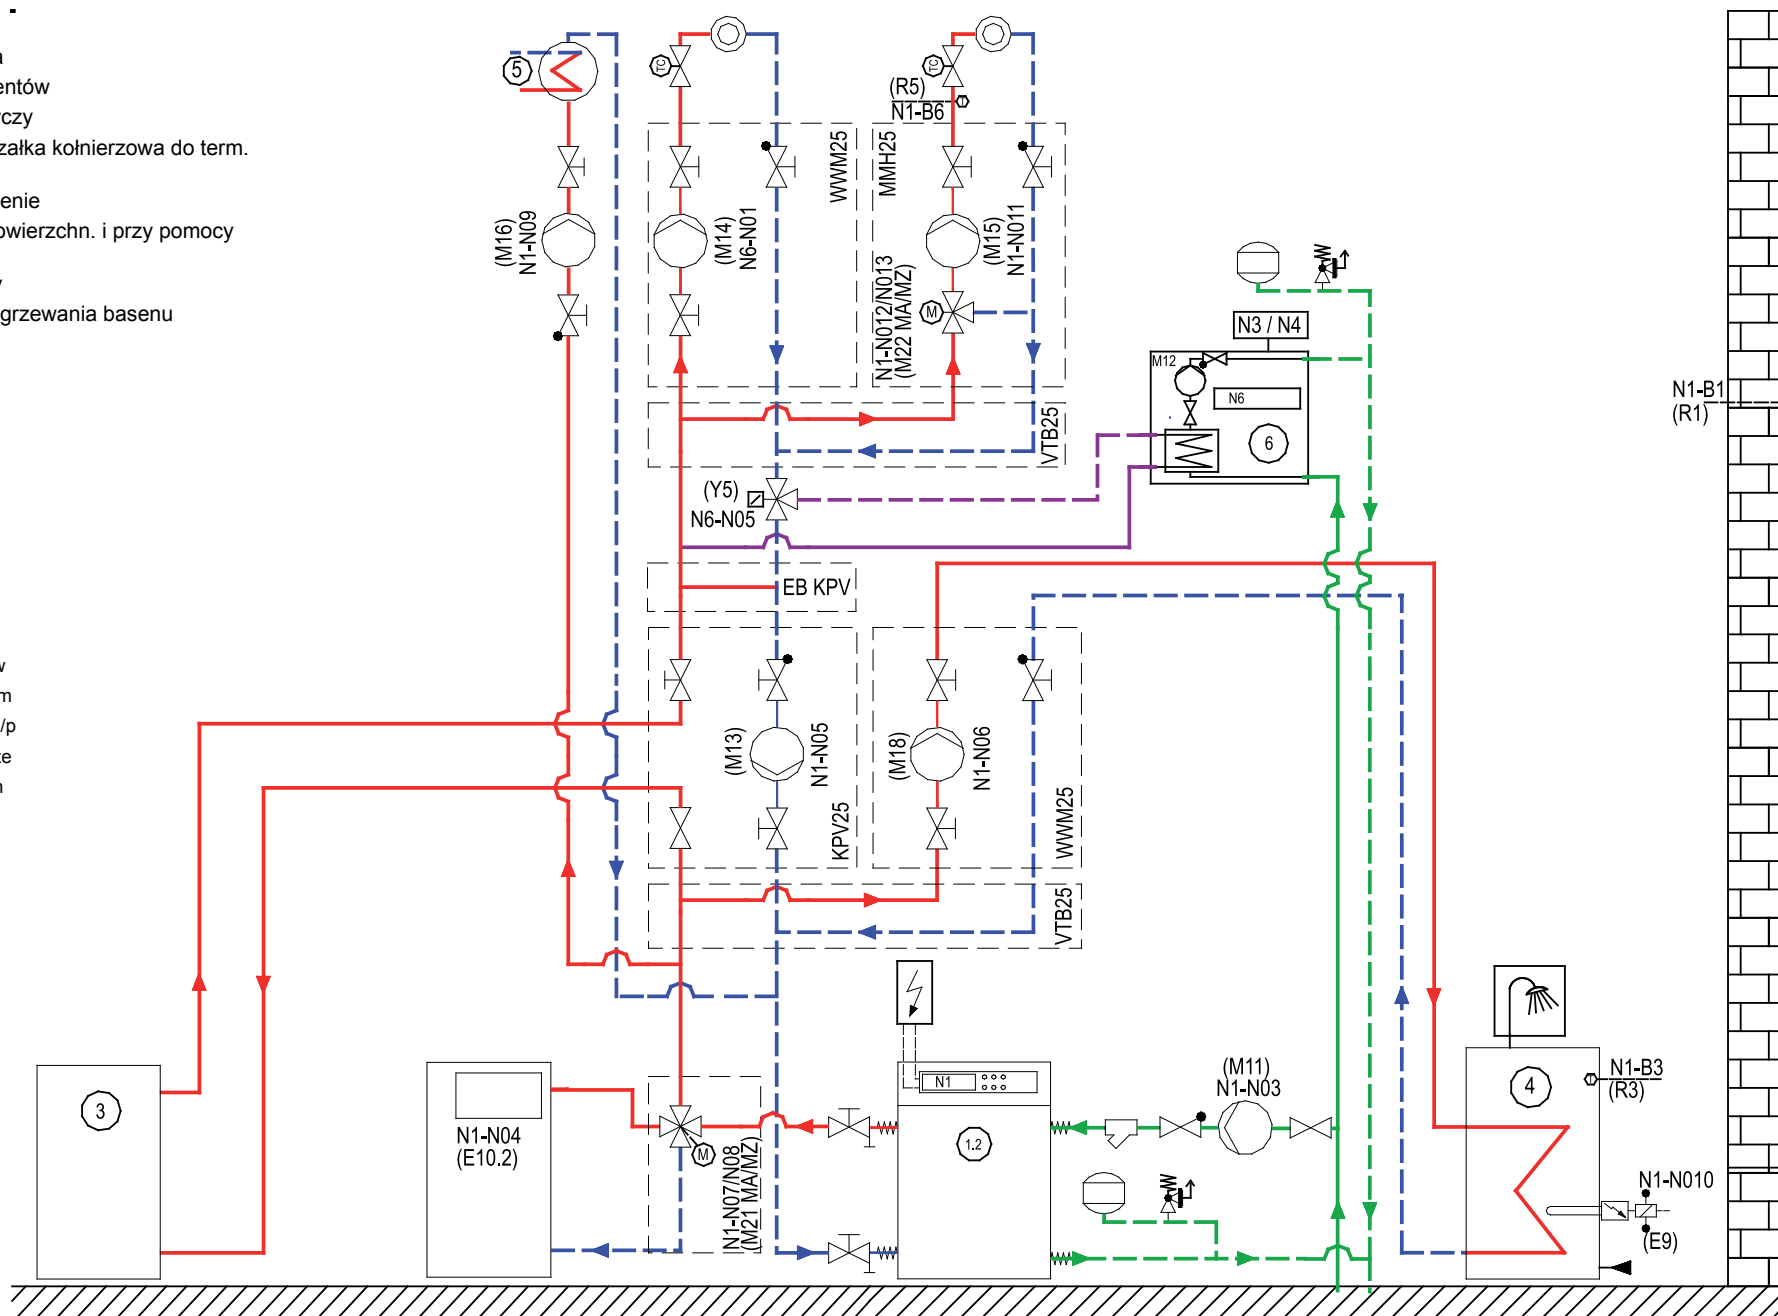 entów
czy
załka kołnierzowa do term.
enie
owierzchn. i przy pomocy
grzewania basenu
w
m
/p
ze
5
TC
TC
(R5)
N1-B6
WWM25
MMH25
(M16)
N1-N09
(M14)
N6-N01
(M15)
N1-N011
N1-N012/N013
(M22 MA/MZ)
M
VTB25
N3 / N4
M12
N6
6
N1-B1
(R1)
(Y5)
N6-N05
EB KPV
(M13)
N1-N05
KPV25
(M18)
N1-N06
WWM25
VTB25
3
N1-N04
(E10.2)
M
N1-N07/N08
(M21 MA/MZ)
N1
1.2
(M11)
N1-N03
4
N1-B3
(R3)
N1-N010
(E9)